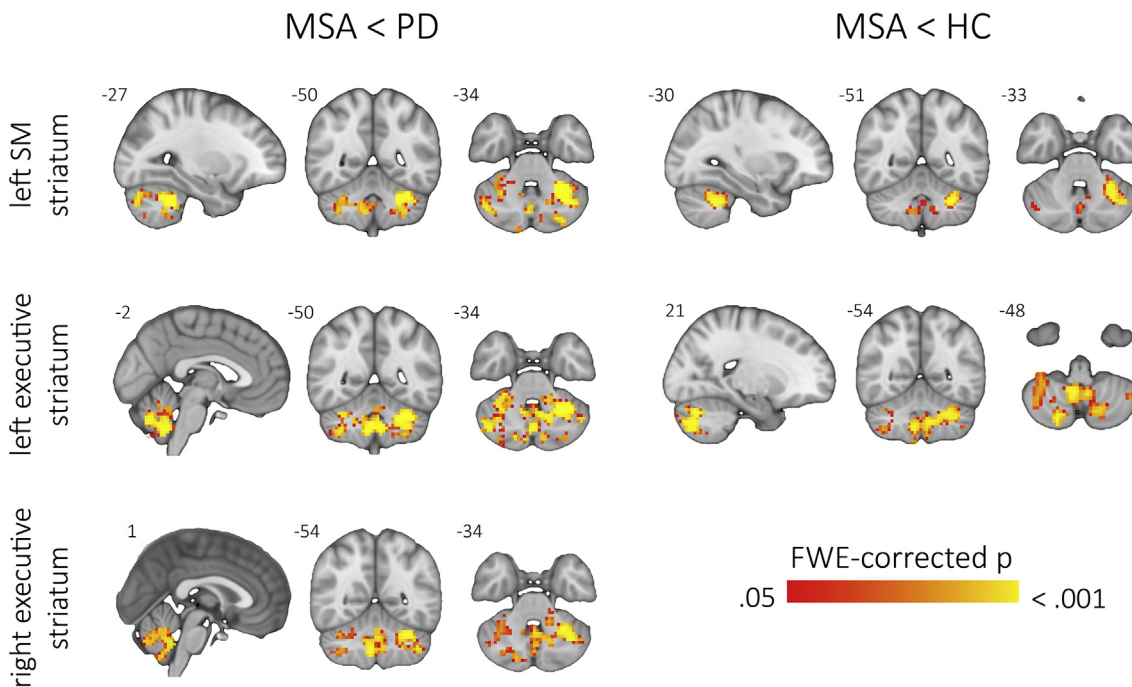 MSA < PD
MSA < HC
left SM
striatum
-27
-50
-34
-30
-51
-33
left executive
striatum
-2
-50
-34
21
-54
-48
right executive
striatum
1
-54
-34
FWE-corrected p
.05
< .001